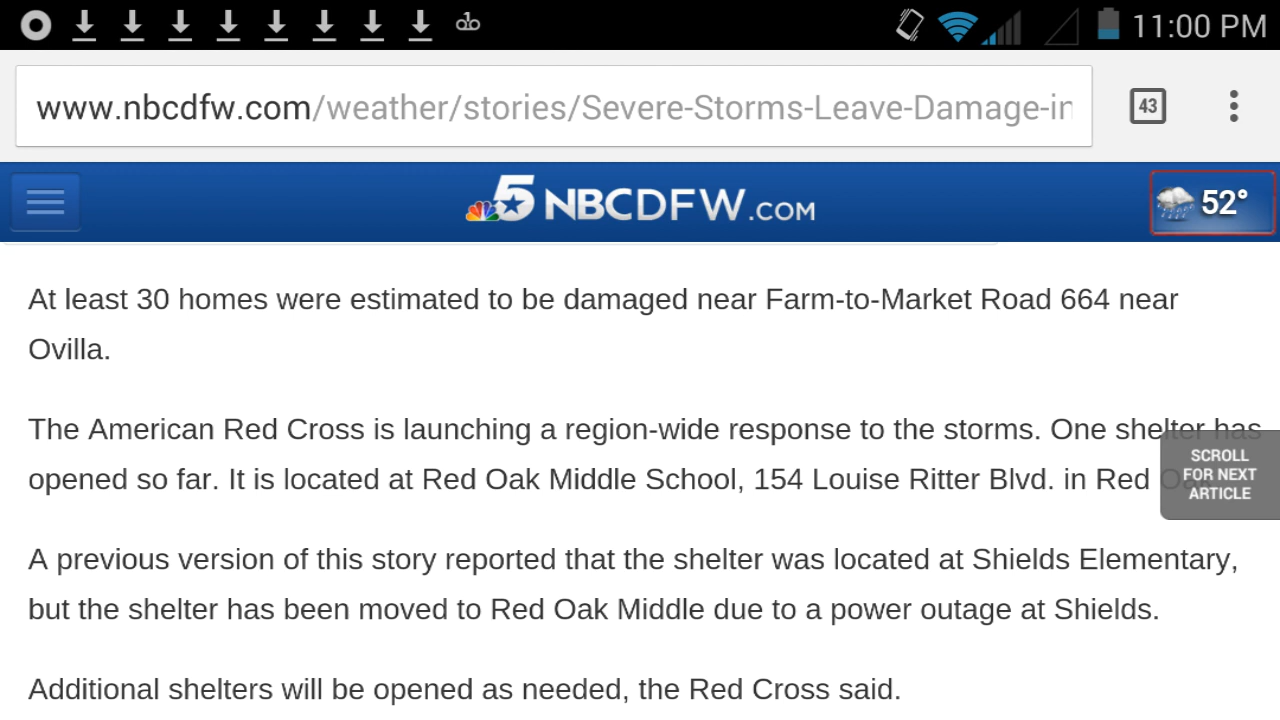 11:00 PM
www.nbcdfw.com/weather/stories/Severe-Storms-Leave-Damage-in
43
5 NBCDFW.COM
52°
At least 30 homes were estimated to be damaged near Farm-to-Market Road 664 near
Ovilla.
The American Red Cross is launching a region-wide response to the storms. One shelter has
opened so far. It is located at Red Oak Middle School, 154 Louise Ritter Blvd. in Red Oak.
SCROLL
FOR NEXT
ARTICLE
A previous version of this story reported that the shelter was located at Shields Elementary,
but the shelter has been moved to Red Oak Middle due to a power outage at Shields.
Additional shelters will be opened as needed, the Red Cross said.